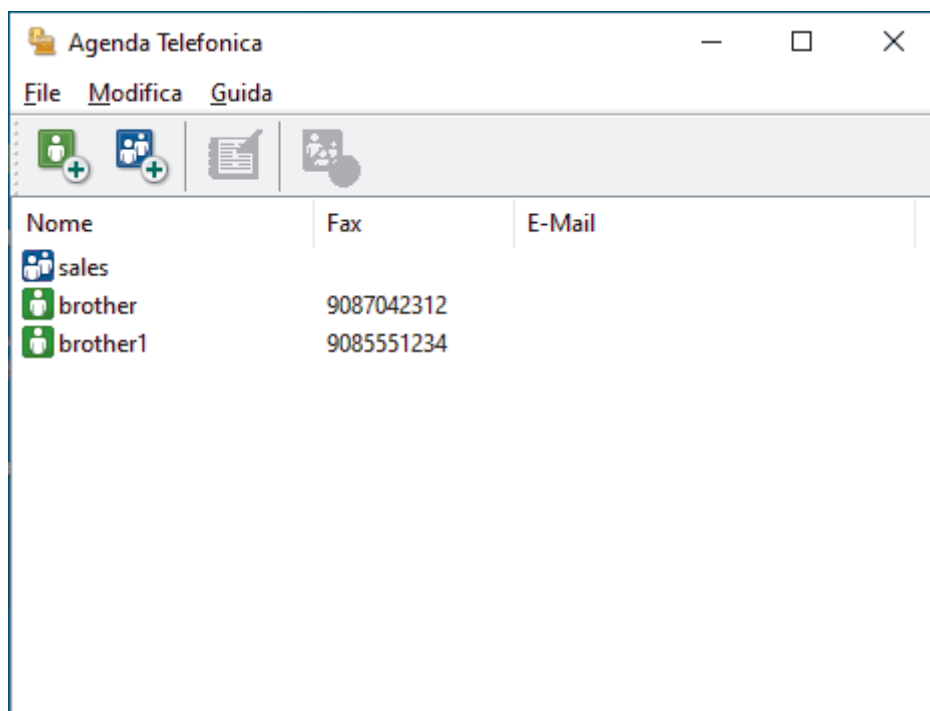 Agenda Telefonica
File Modifica Guida
Nome Fax E-Mail
sales
brother 9087042312
brother1 9085551234